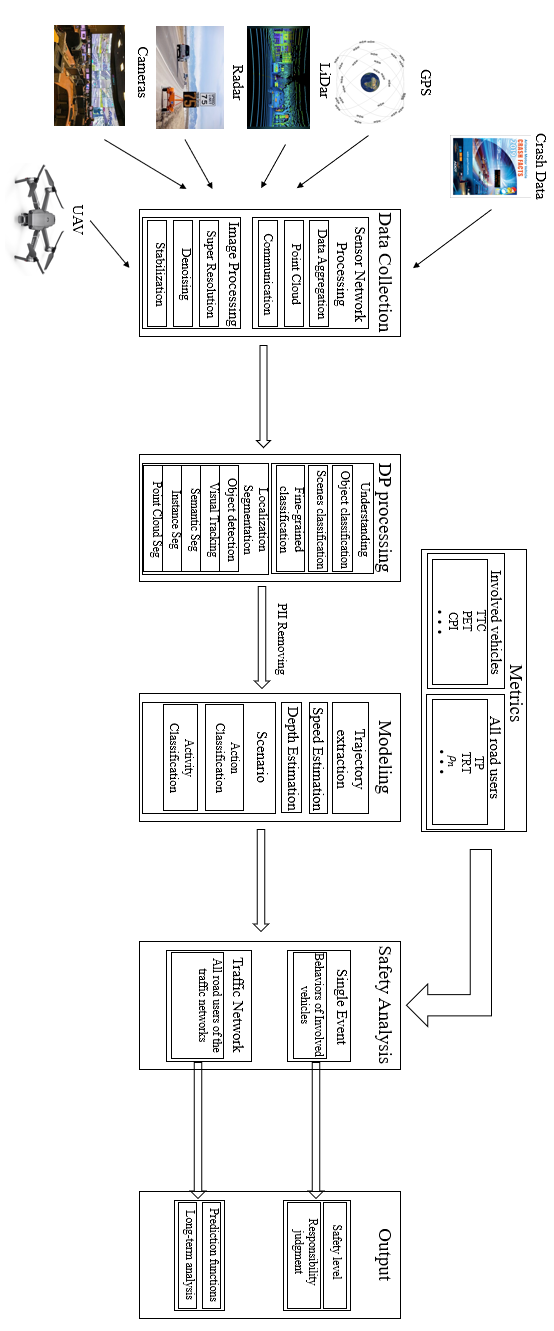 Crash Data
CRASH FACTS
GPS
LiDar
Radar
Cameras
UAV
Data Collection
Sensor Network
Processing
Data Aggregation
Point Cloud
Communication
Image Processing
Super Resolution
Denoising
Stabilization
DP processing
Understanding
Object classification
Scenes classification
Fine-grained
classification
Localization
Segmentation
Object detection
Visual Tracking
Semantic Seg
Instance Seg
Point Cloud Seg
PII Removing
Metrics
Involved vehicles
TTC
PET
CPI
• • •
All road users
TP
TRT
ρₙ
• • •
Modeling
Trajectory
extraction
Speed Estimation
Depth Estimation
Scenario
Action
Classification
Activity
Classification
Safety Analysis
Single Event
Behaviors of Involved
vehicles
Traffic Network
All road users of the
traffic networks
Output
Safety level
Responsibility
judgment
Prediction functions
Long-term analysis